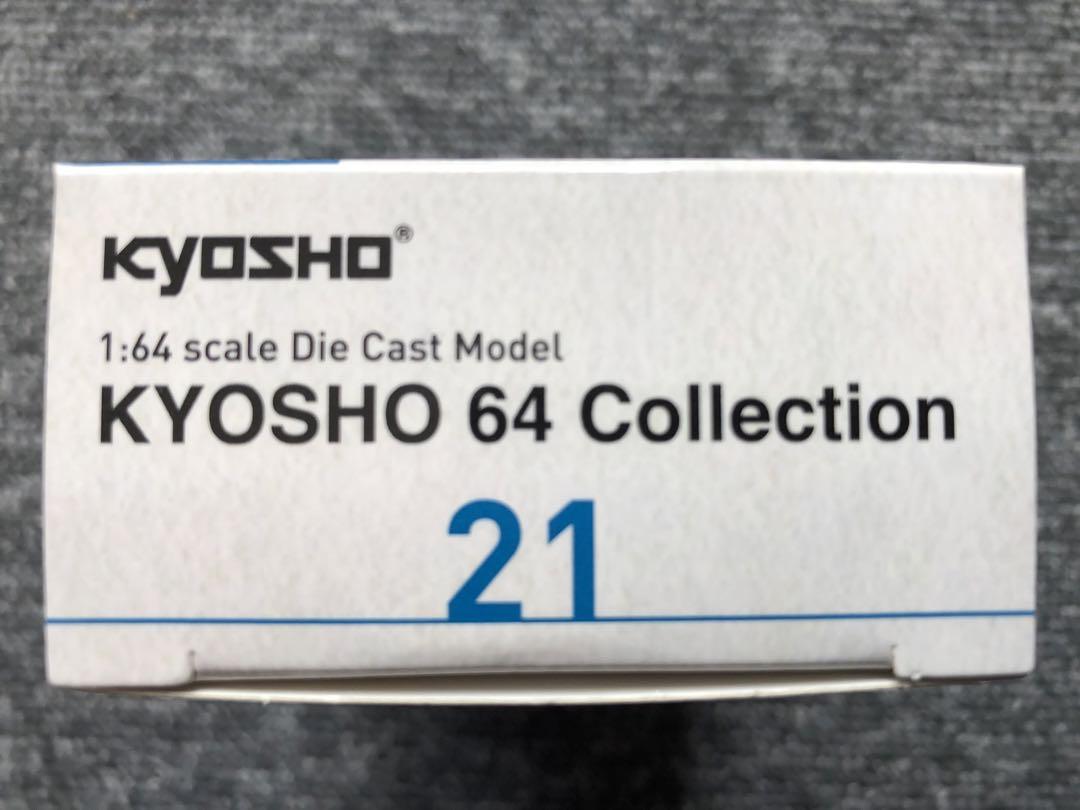 KYOSHO®
1:64 scale Die Cast Model
KYOSHO 64 Collection
21